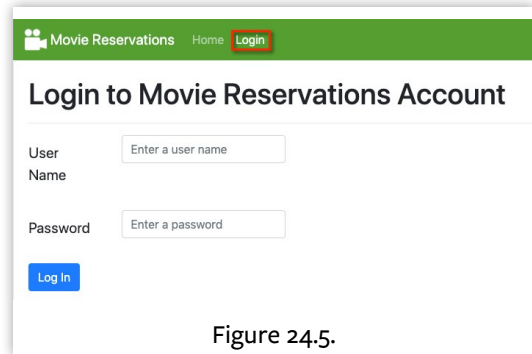 Movie Reservations Home Login
Login to Movie Reservations Account
User Name
Enter a user name
Password
Enter a password
Log In
Figure 24.5.